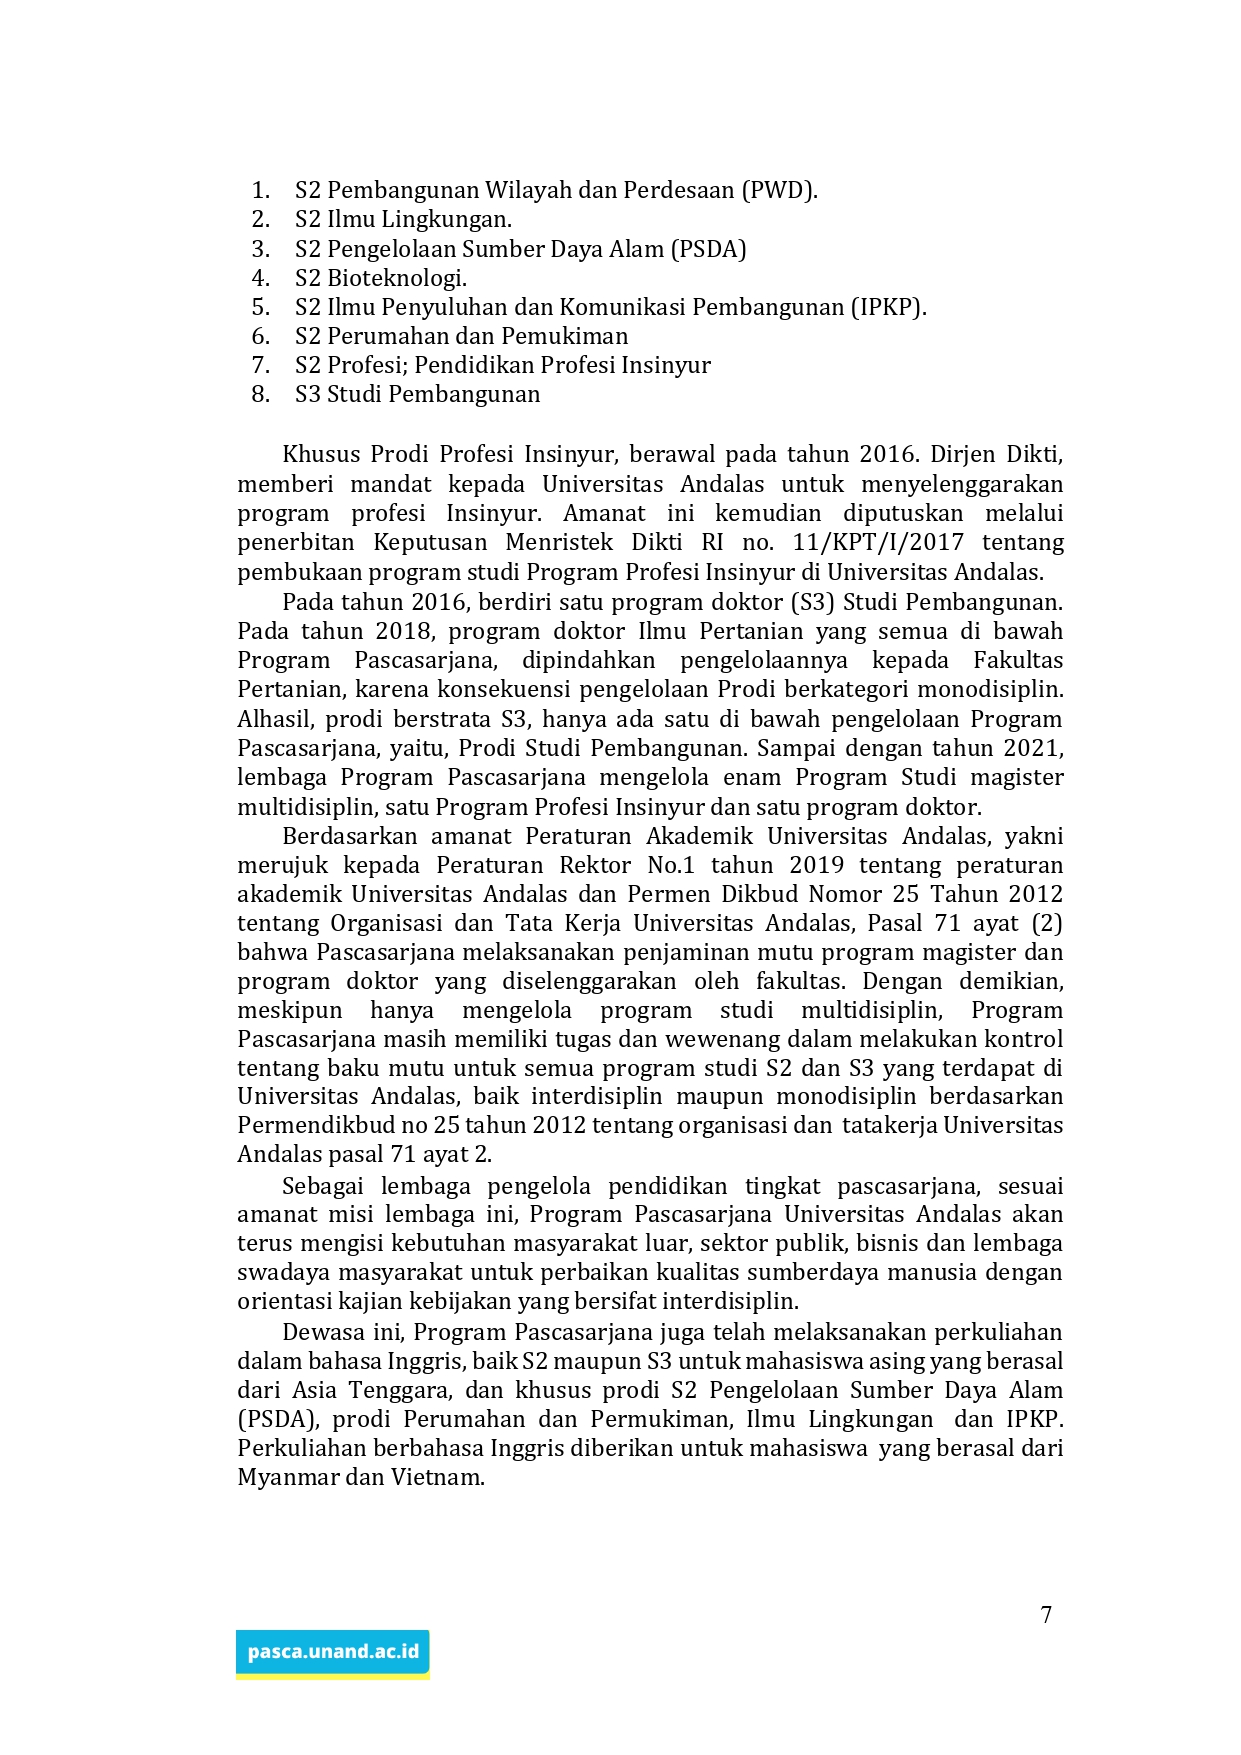 1. S2 Pembangunan Wilayah dan Perdesaan (PWD).
2. S2 Ilmu Lingkungan.
3. S2 Pengelolaan Sumber Daya Alam (PSDA)
4. S2 Bioteknologi.
5. S2 Ilmu Penyuluhan dan Komunikasi Pembangunan (IPKP).
6. S2 Perumahan dan Pemukiman
7. S2 Profesi; Pendidikan Profesi Insinyur
8. S3 Studi Pembangunan
Khusus Prodi Profesi Insinyur, berawal pada tahun 2016. Dirjen Dikti,
memberi mandat kepada Universitas Andalas untuk menyelenggarakan
program profesi Insinyur. Amanat ini kemudian diputuskan melalui
penerbitan Keputusan Menristek Dikti RI no. 11/KPT/I/2017 tentang
pembukaan program studi Program Profesi Insinyur di Universitas Andalas.
Pada tahun 2016, berdiri satu program doktor (S3) Studi Pembangunan.
Pada tahun 2018, program doktor Ilmu Pertanian yang semua di bawah
Program Pascasarjana, dipindahkan pengelolaannya kepada Fakultas
Pertanian, karena konsekuensi pengelolaan Prodi berkategori monodisiplin.
Alhasil, prodi berstrata S3, hanya ada satu di bawah pengelolaan Program
Pascasarjana, yaitu, Prodi Studi Pembangunan. Sampai dengan tahun 2021,
lembaga Program Pascasarjana mengelola enam Program Studi magister
multidisiplin, satu Program Profesi Insinyur dan satu program doktor.
Berdasarkan amanat Peraturan Akademik Universitas Andalas, yakni
merujuk kepada Peraturan Rektor No.1 tahun 2019 tentang peraturan
akademik Universitas Andalas dan Permen Dikbud Nomor 25 Tahun 2012
tentang Organisasi dan Tata Kerja Universitas Andalas, Pasal 71 ayat (2)
bahwa Pascasarjana melaksanakan penjaminan mutu program magister dan
program doktor yang diselenggarakan oleh fakultas. Dengan demikian,
meskipun hanya mengelola program studi multidisiplin, Program
Pascasarjana masih memiliki tugas dan wewenang dalam melakukan kontrol
tentang baku mutu untuk semua program studi S2 dan S3 yang terdapat di
Universitas Andalas, baik interdisiplin maupun monodisiplin berdasarkan
Permendikbud no 25 tahun 2012 tentang organisasi dan tatakerja Universitas
Andalas pasal 71 ayat 2.
Sebagai lembaga pengelola pendidikan tingkat pascasarjana, sesuai
amanat misi lembaga ini, Program Pascasarjana Universitas Andalas akan
terus mengisi kebutuhan masyarakat luar, sektor publik, bisnis dan lembaga
swadaya masyarakat untuk perbaikan kualitas sumberdaya manusia dengan
orientasi kajian kebijakan yang bersifat interdisiplin.
Dewasa ini, Program Pascasarjana juga telah melaksanakan perkuliahan
dalam bahasa Inggris, baik S2 maupun S3 untuk mahasiswa asing yang berasal
dari Asia Tenggara, dan khusus prodi S2 Pengelolaan Sumber Daya Alam
(PSDA), prodi Perumahan dan Permukiman, Ilmu Lingkungan dan IPKP.
Perkuliahan berbahasa Inggris diberikan untuk mahasiswa yang berasal dari
Myanmar dan Vietnam.
7
pasca.unand.ac.id